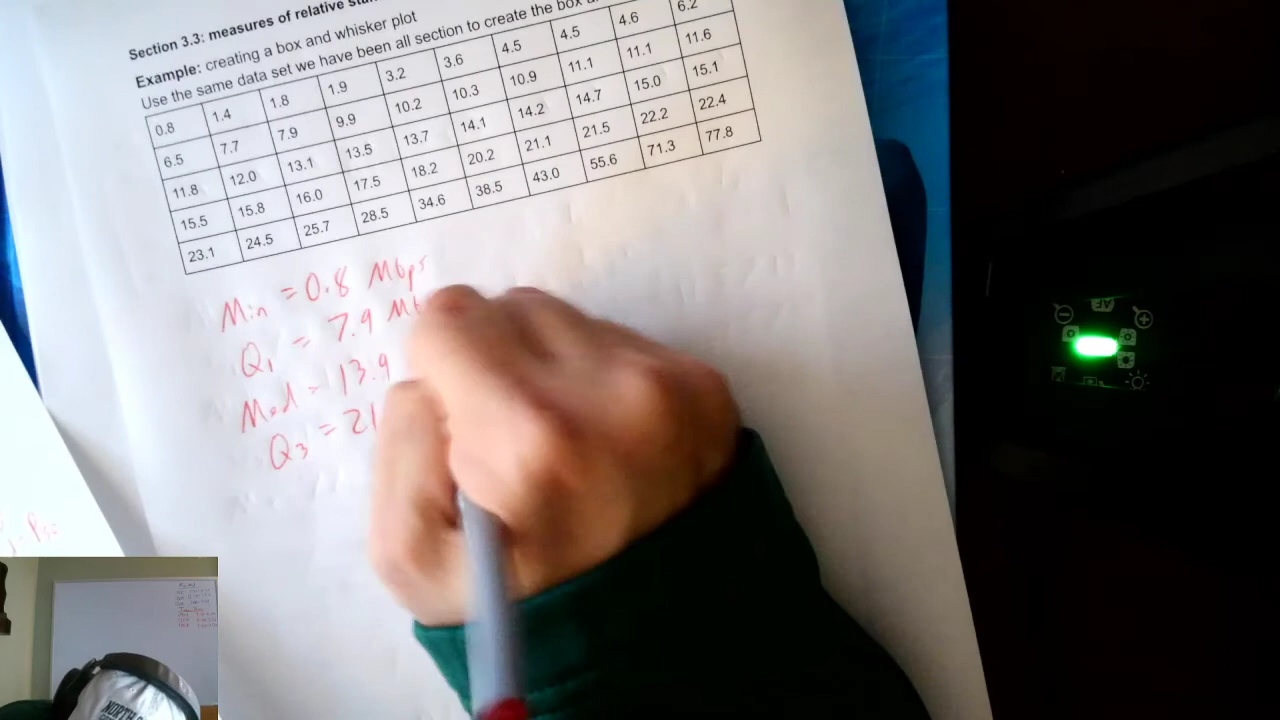 Section 3.3: measures of relative
Example: creating a box and whisker plot
Use the same data set we have been all section to create the box
0.8 1.4 1.8 1.9 3.2 3.6 4.5 4.5 4.6 6.2
6.5 7.7 7.9 9.9 10.2 10.3 10.9 11.1 11.1 11.6
11.8 12.0 13.1 13.5 13.7 14.1 14.2 14.7 15.0 15.1
15.5 15.8 16.0 17.5 18.2 20.2 21.1 21.5 22.2 22.4
23.1 24.5 25.7 28.5 34.6 38.5 43.0 55.6 71.3 77.8
Min = 0.8 Mbps
Q1 = 7.9
Med = 13.9
Q3 = 21
AF